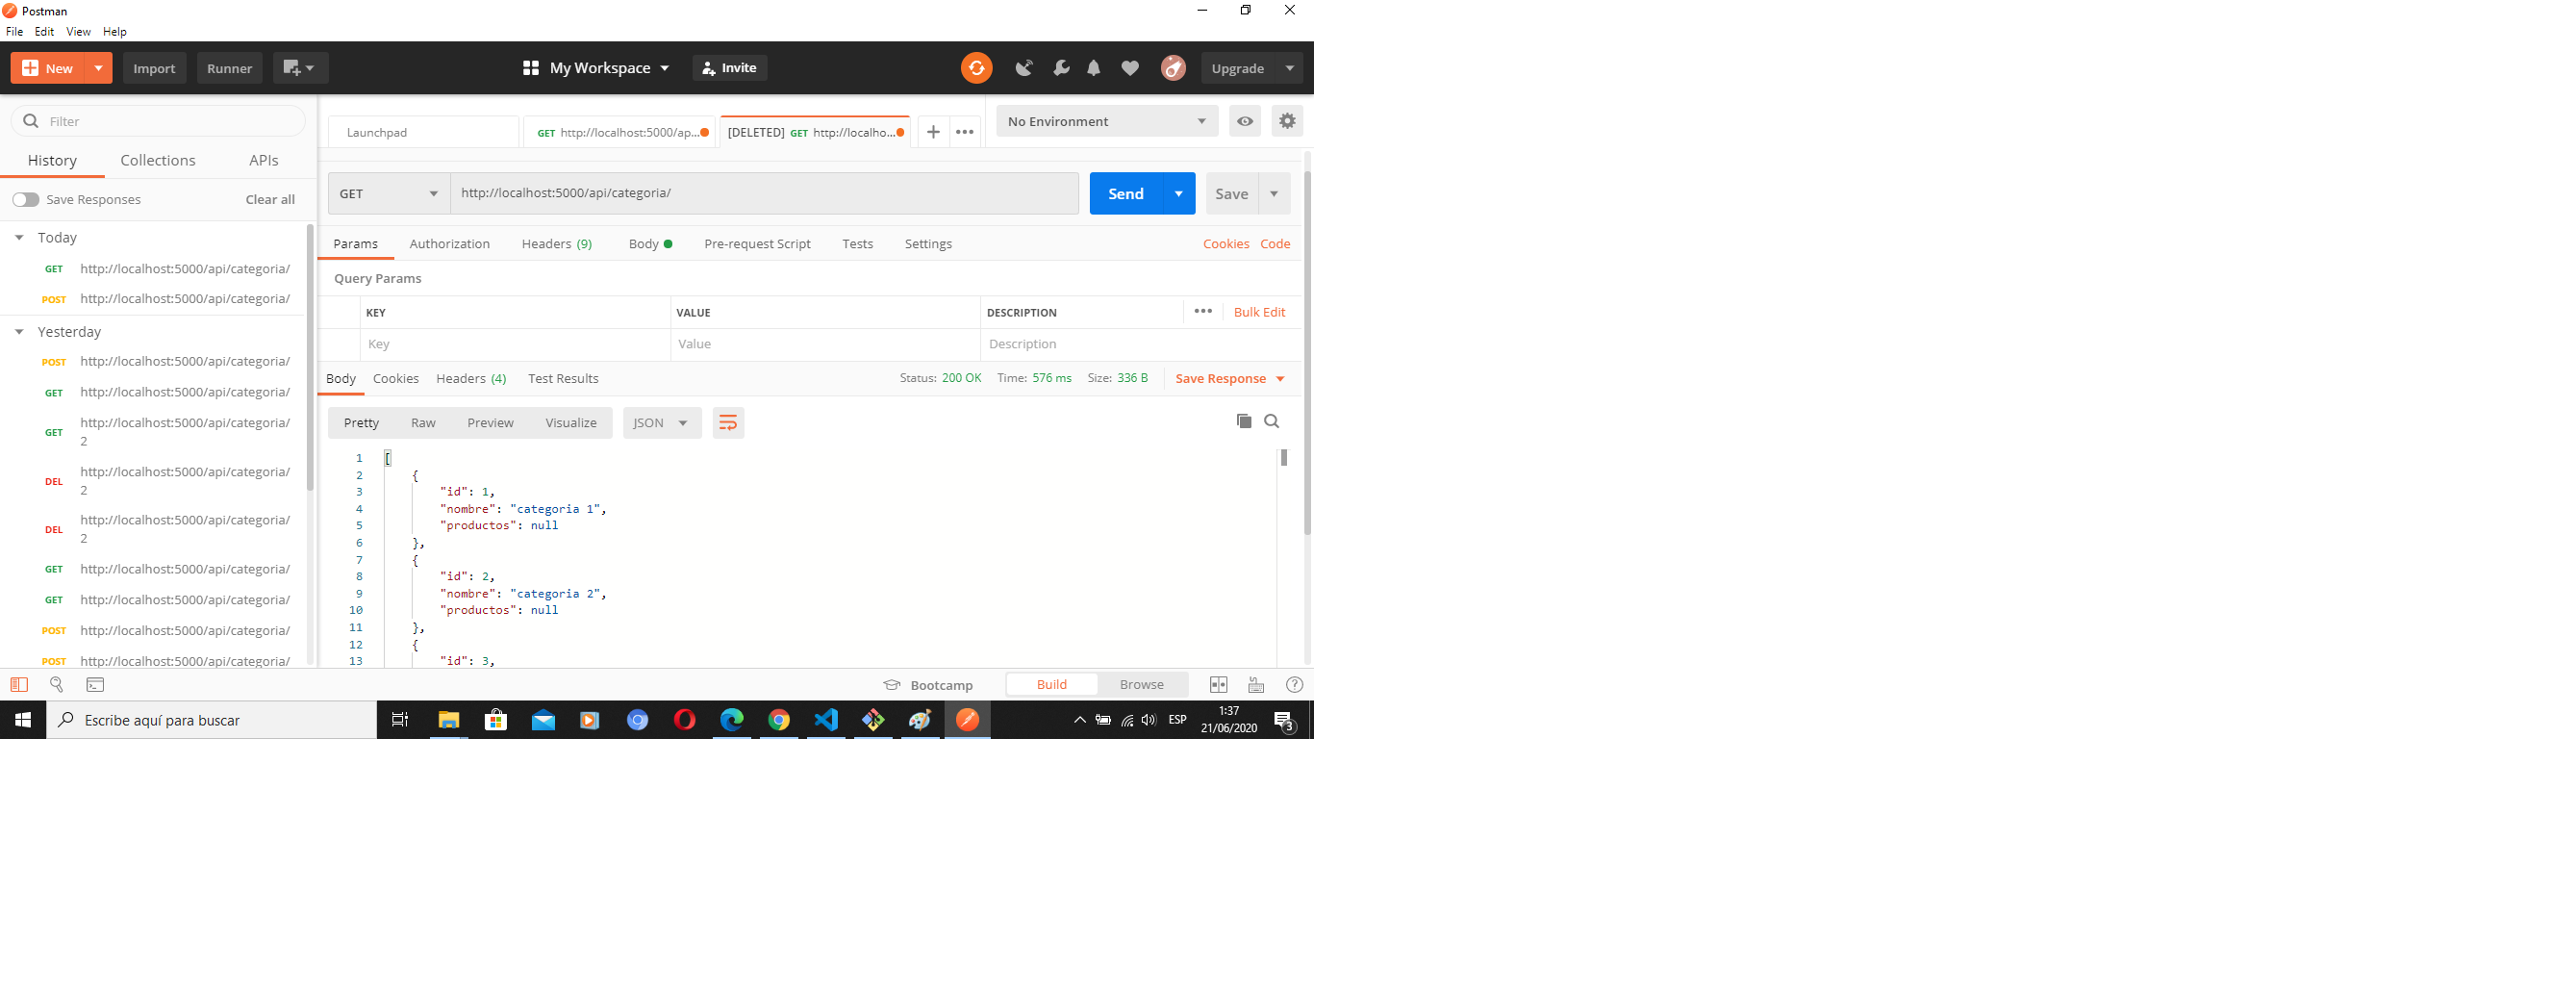 Postman
File Edit View Help
New Import Runner My Workspace Invite Upgrade
Filter
History Collections APIs
Save Responses Clear all
Today
GET http://localhost:5000/api/categoria/
POST http://localhost:5000/api/categoria/
Yesterday
POST http://localhost:5000/api/categoria/
GET http://localhost:5000/api/categoria/
GET http://localhost:5000/api/categoria/
2
DEL http://localhost:5000/api/categoria/
2
DEL http://localhost:5000/api/categoria/
2
GET http://localhost:5000/api/categoria/
GET http://localhost:5000/api/categoria/
POST http://localhost:5000/api/categoria/
POST http://localhost:5000/api/categoria/
Launchpad GET http://localhost:5000/ap... [DELETED] GET http://localho... No Environment
GET http://localhost:5000/api/categoria/ Send Save
Params Authorization Headers (9) Body Pre-request Script Tests Settings Cookies Code
Query Params
KEY VALUE DESCRIPTION Bulk Edit
Key Value Description
Body Cookies Headers (4) Test Results Status: 200 OK Time: 576 ms Size: 336 B Save Response
Pretty Raw Preview Visualize JSON
1 [
2 {
3 "id": 1,
4 "nombre": "categoria 1",
5 "productos": null
6 },
7 {
8 "id": 2,
9 "nombre": "categoria 2",
10 "productos": null
11 },
12 {
13 "id": 3,
Bootcamp Build Browse
Escribe aquí para buscar
ESP
1:37
21/06/2020
3